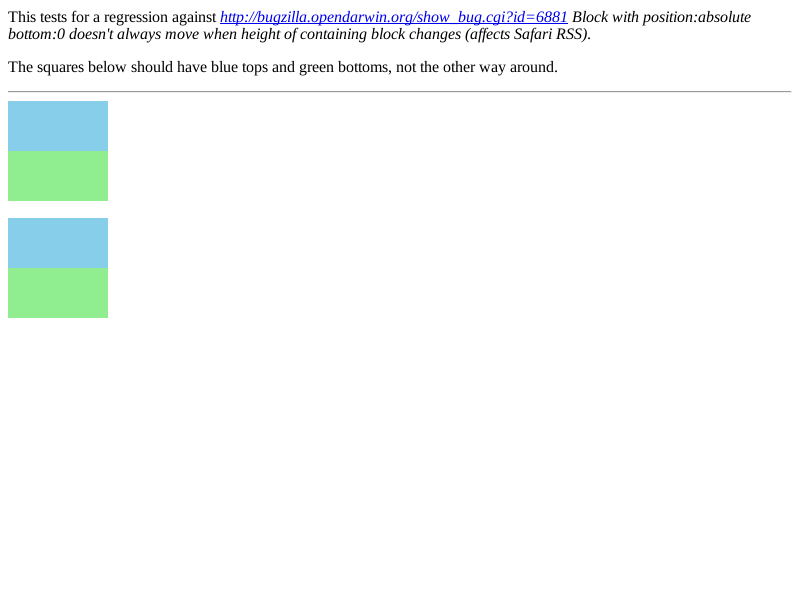 This tests for a regression against http://bugzilla.opendarwin.org/show_bug.cgi?id=6881 Block with position:absolute
bottom:0 doesn't always move when height of containing block changes (affects Safari RSS).
The squares below should have blue tops and green bottoms, not the other way around.